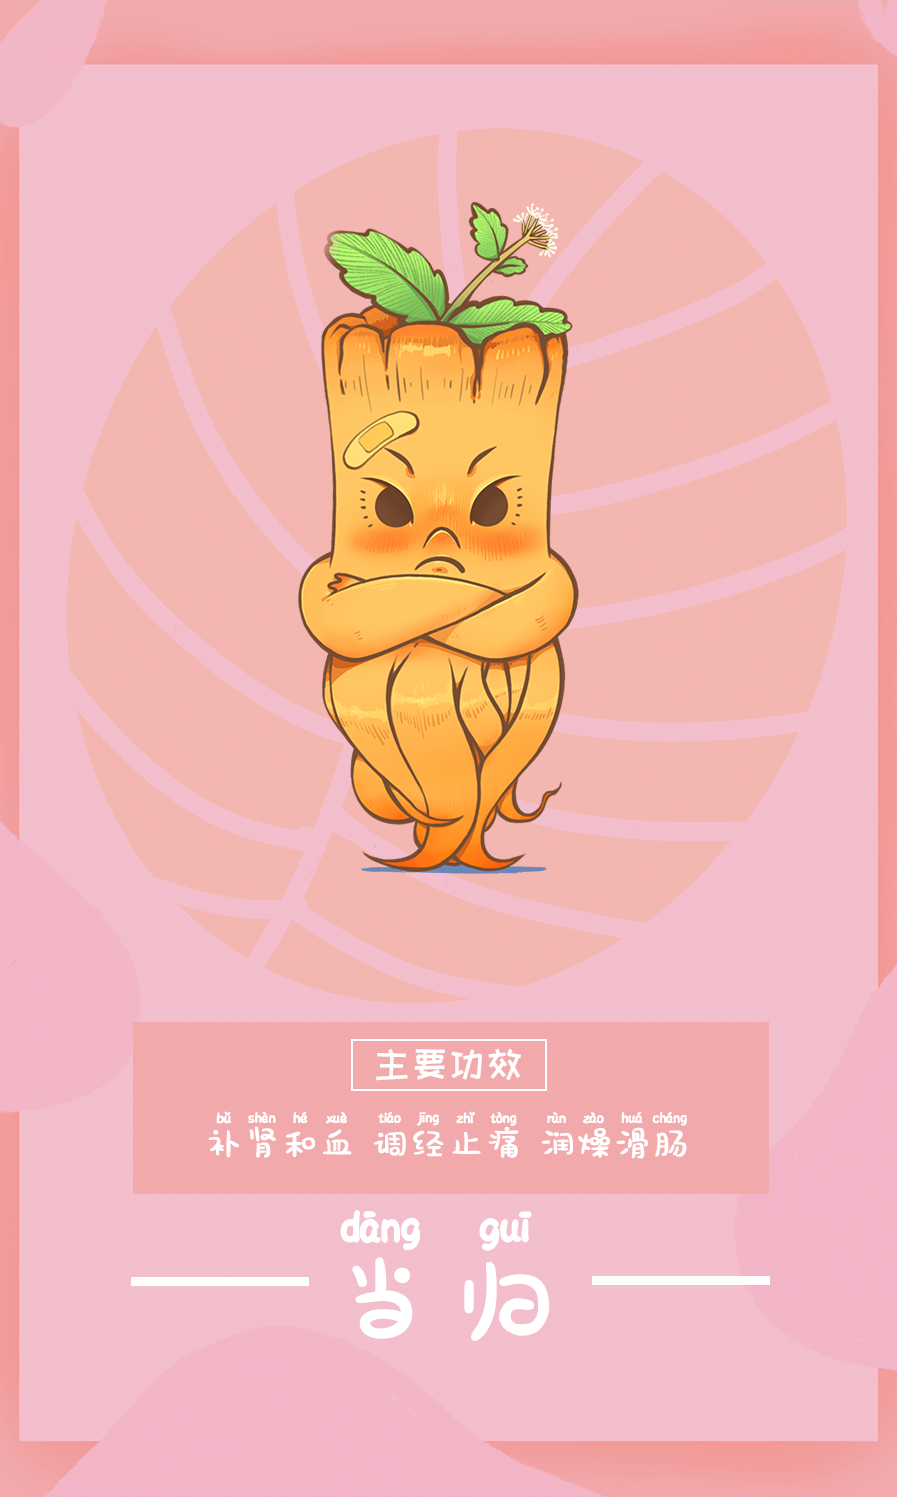 主要功效
bǔ shèn hé xuè tiáo jīng zhǐ tòng rùn zào huá cháng
补肾和血 调经止痛 润燥滑肠
dāng guī
当归